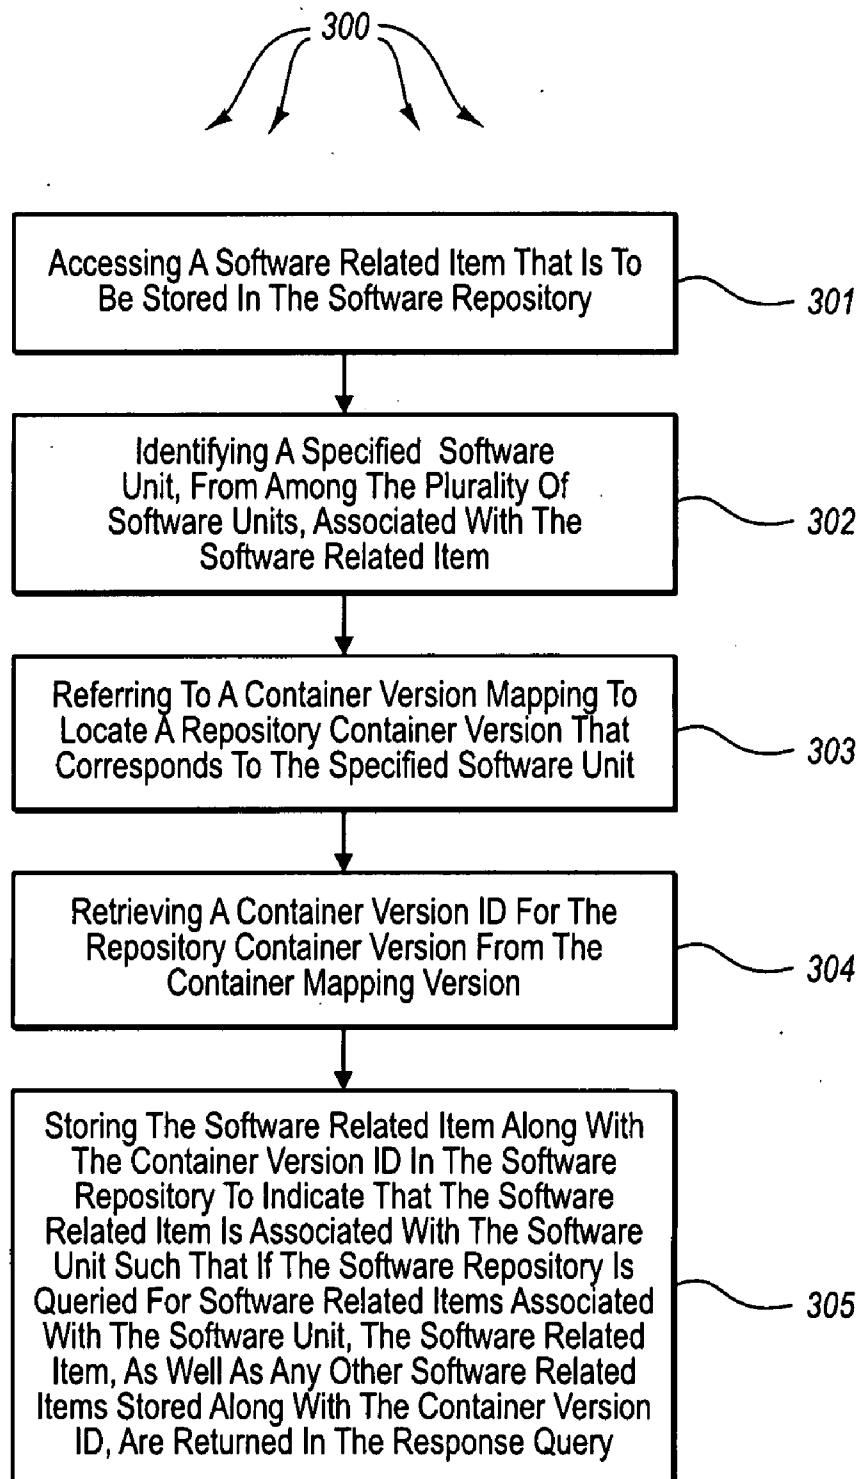 300
Accessing A Software Related Item That Is To
Be Stored In The Software Repository
301
Identifying A Specified Software
Unit, From Among The Plurality Of
Software Units, Associated With The
Software Related Item
302
Referring To A Container Version Mapping To
Locate A Repository Container Version That
Corresponds To The Specified Software Unit
303
Retrieving A Container Version ID For The
Repository Container Version From The
Container Mapping Version
304
Storing The Software Related Item Along With
The Container Version ID In The Software
Repository To Indicate That The Software
Related Item Is Associated With The Software
Unit Such That If The Software Repository Is
Queried For Software Related Items Associated
With The Software Unit, The Software Related
Item, As Well As Any Other Software Related
Items Stored Along With The Container Version
ID, Are Returned In The Response Query
305